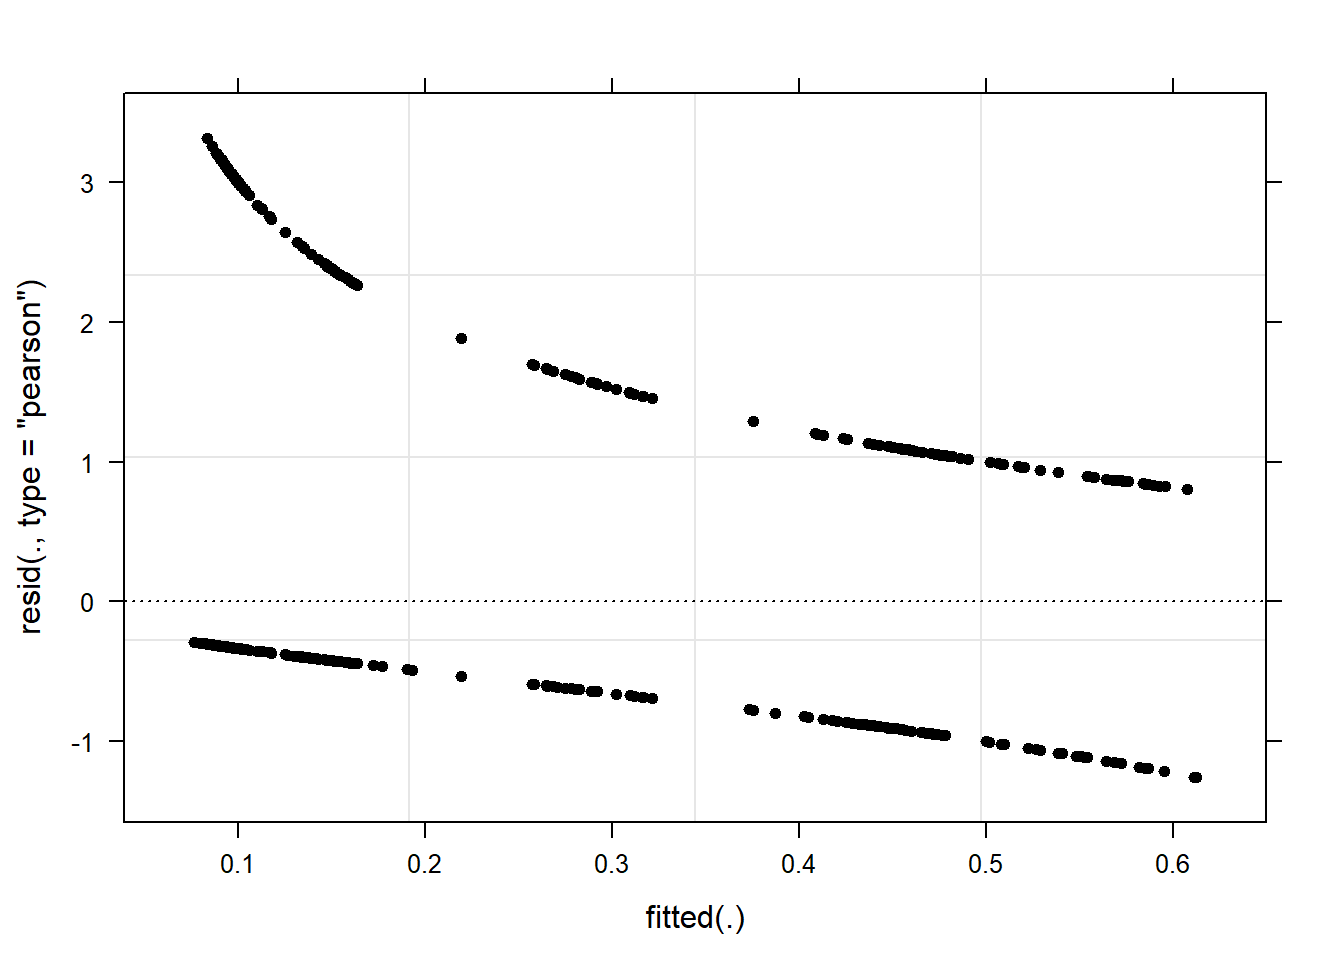 3
2
1
0
-1
resid(., type = "pearson")
0.1 0.2 0.3 0.4 0.5 0.6
fitted(.)